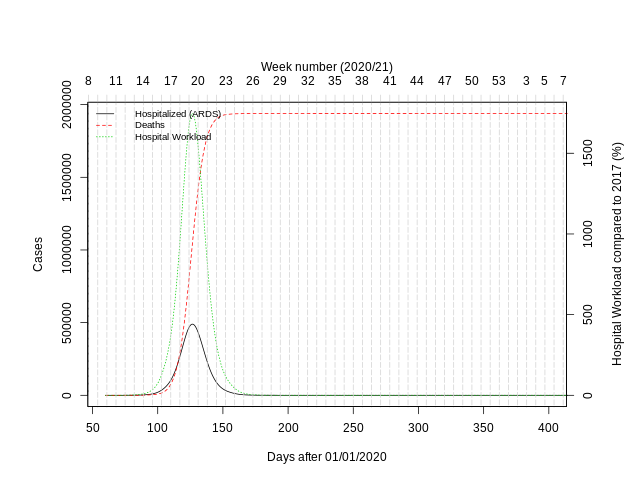 Week number (2020/21)
8 11 14 17 20 23 26 29 32 35 38 41 44 47 50 53 3 5 7
Hospitalized (ARDS)
Deaths
Hospital Workload
2000000
1500000
1000000
500000
0
Cases
1500
1000
500
0
Hospital Workload compared to 2017 (%)
50 100 150 200 250 300 350 400
Days after 01/01/2020